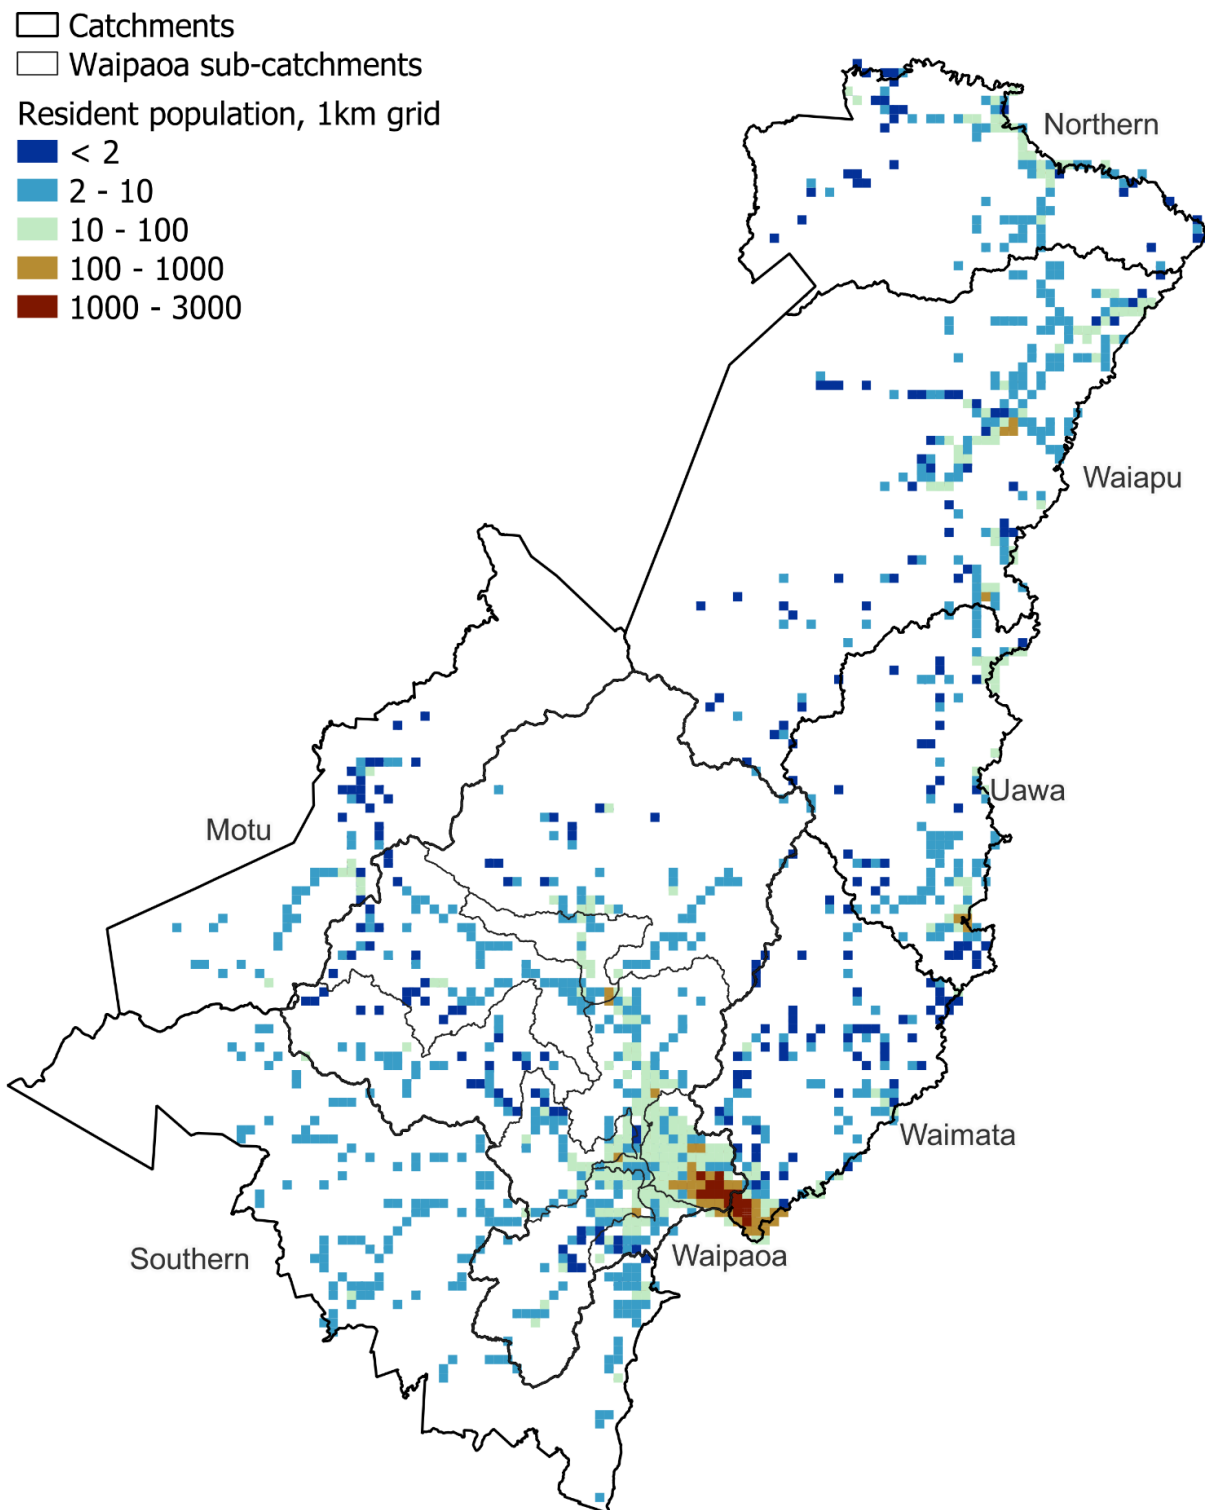 Catchments
Waipaoa sub-catchments
Resident population, 1km grid
< 2
2 - 10
10 - 100
100 - 1000
1000 - 3000
Northern
Waiapu
Uawa
Motu
Waimata
Waipaoa
Southern